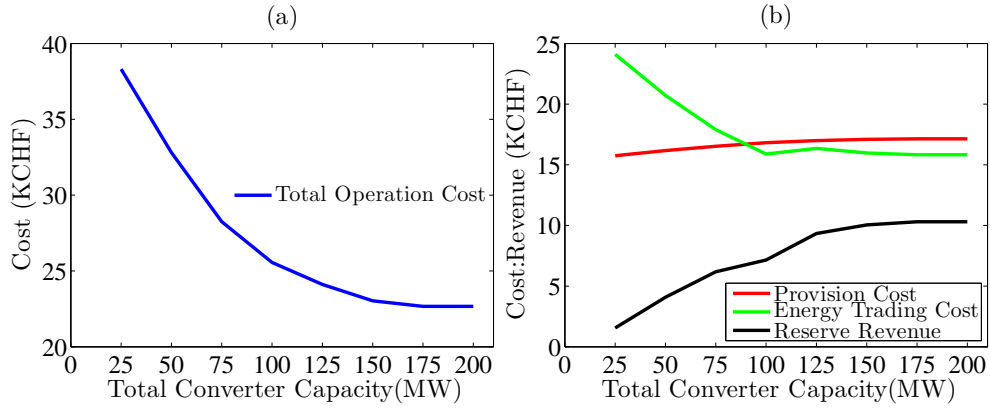 (a)
Cost (KCHF)
40
35
30
25
20
Total Operation Cost
0 25 50 75 100 125 150 175 200
Total Converter Capacity(MW)
(b)
Cost:Revenue (KCHF)
25
20
15
10
5
0
Provision Cost
Energy Trading Cost
Reserve Revenue
0 25 50 75 100 125 150 175 200
Total Converter Capacity(MW)